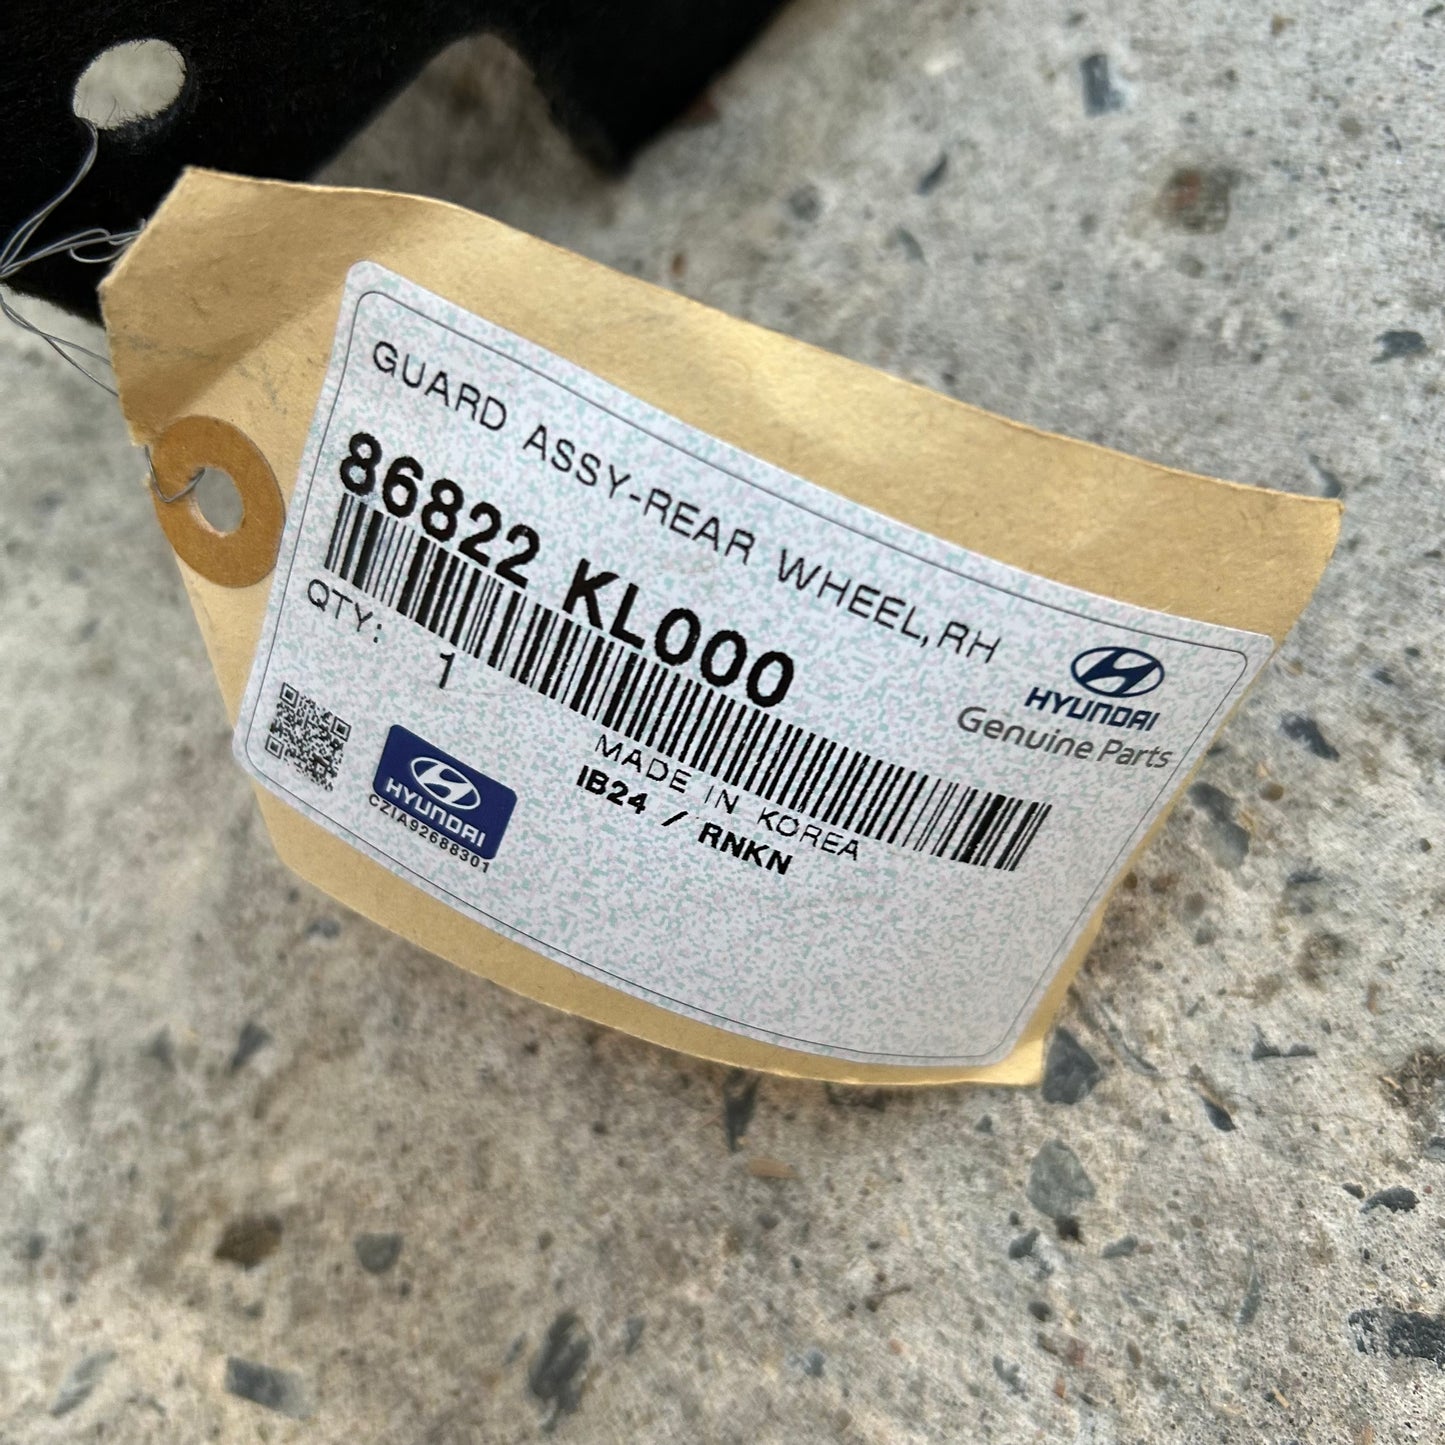 GUARD ASSY-REAR WHEEL,RH
86822 KL000
QTY: 1
HYUNDAI
Genuine Parts
MADE IN KOREA
IB24 / RNKN
HYUNDAI
CZIA92688301